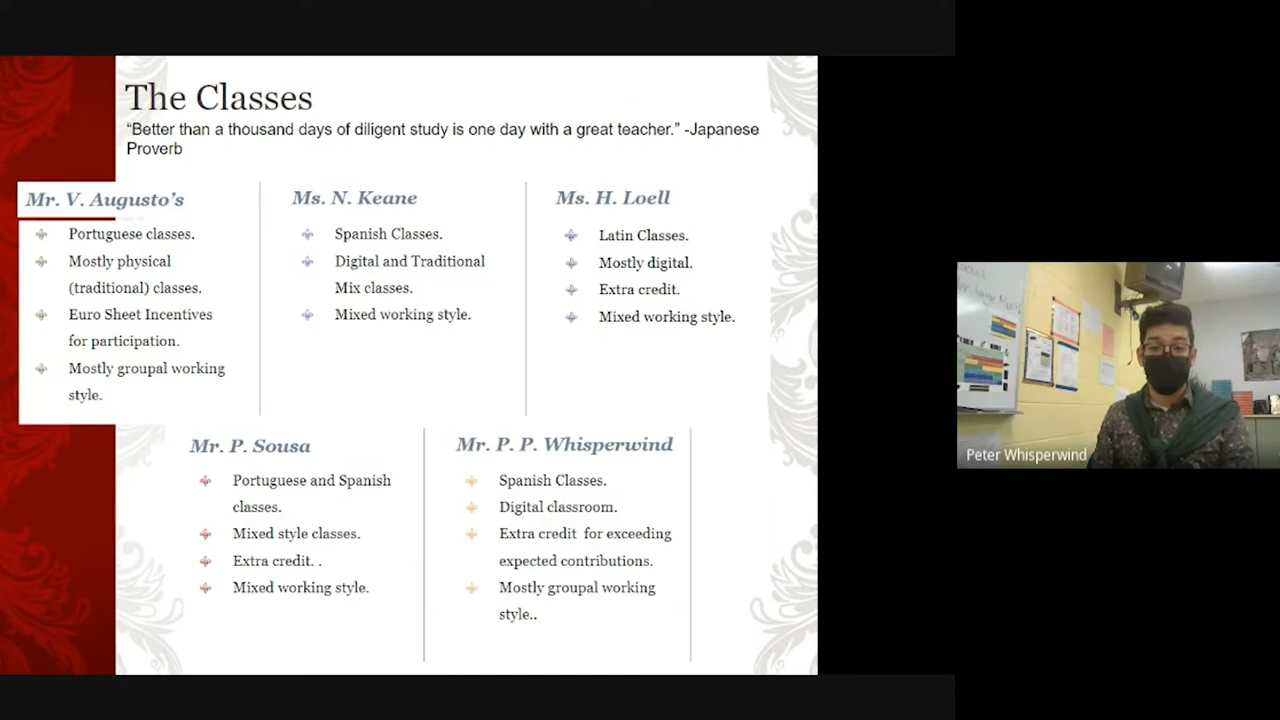 The Classes
“Better than a thousand days of diligent study is one day with a great teacher.” -Japanese
Proverb
Mr. V. Augusto’s
Portuguese classes.
Mostly physical
(traditional) classes.
Euro Sheet Incentives
for participation.
Mostly groupal working
style.
Ms. N. Keane
Spanish Classes.
Digital and Traditional
Mix classes.
Mixed working style.
Ms. H. Loell
Latin Classes.
Mostly digital.
Extra credit.
Mixed working style.
Mr. P. Sousa
Portuguese and Spanish
classes.
Mixed style classes.
Extra credit. .
Mixed working style.
Mr. P. P. Whisperwind
Spanish Classes.
Digital classroom.
Extra credit  for exceeding
expected contributions.
Mostly groupal working
style..
Peter Whisperwind